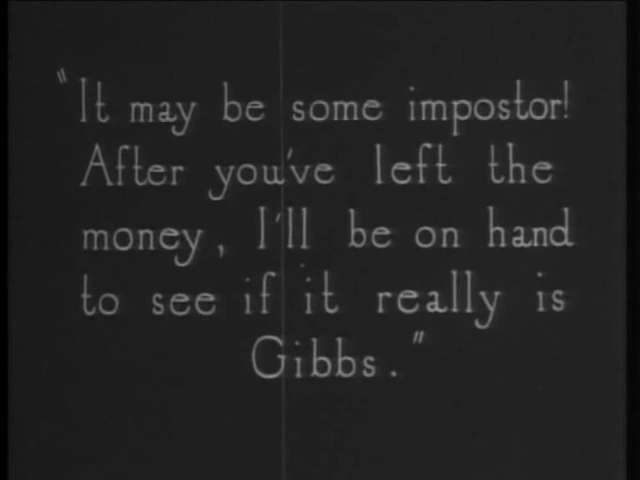 "It may be some impostor!
After you've left the
money, I'll be on hand
to see if it really is
Gibbs."